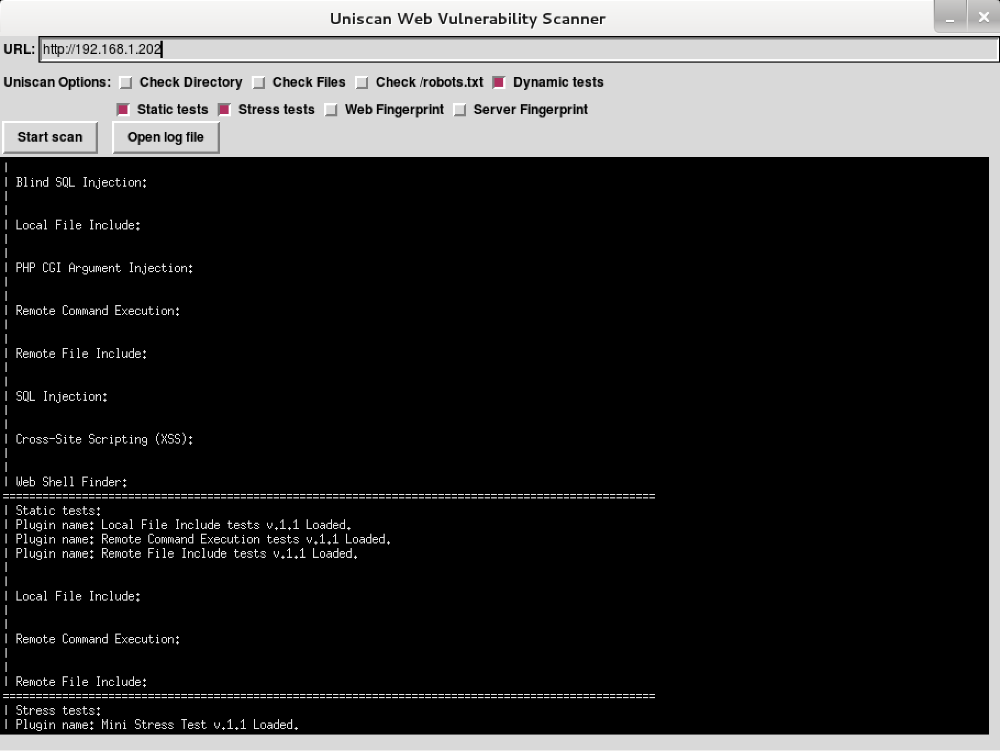 Uniscan Web Vulnerability Scanner
URL: http://192.168.1.202
Uniscan Options: Check Directory Check Files Check /robots.txt Dynamic tests
Static tests Stress tests Web Fingerprint Server Fingerprint
Start scan Open log file
|
| Blind SQL Injection:
|
|
| Local File Include:
|
|
| PHP CGI Argument Injection:
|
|
| Remote Command Execution:
|
|
| Remote File Include:
|
|
| SQL Injection:
|
|
| Cross-Site Scripting (XSS):
|
|
| Web Shell Finder:
===================================================================================================
| Static tests:
| Plugin name: Local File Include tests v.1.1 Loaded.
| Plugin name: Remote Command Execution tests v.1.1 Loaded.
| Plugin name: Remote File Include tests v.1.1 Loaded.
|
|
| Local File Include:
|
|
| Remote Command Execution:
|
|
| Remote File Include:
===================================================================================================
| Stress tests:
| Plugin name: Mini Stress Test v.1.1 Loaded.